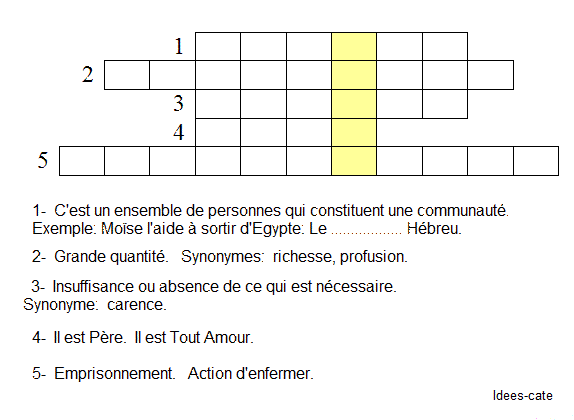 1
2
3
4
5
1- C'est un ensemble de personnes qui constituent une communauté.
Exemple: Moïse l'aide à sortir d'Egypte: Le .................. Hébreu.
2- Grande quantité. Synonymes: richesse, profusion.
3- Insuffisance ou absence de ce qui est nécessaire.
Synonyme: carence.
4- Il est Père. Il est Tout Amour.
5- Emprisonnement. Action d'enfermer.
Idees-cate